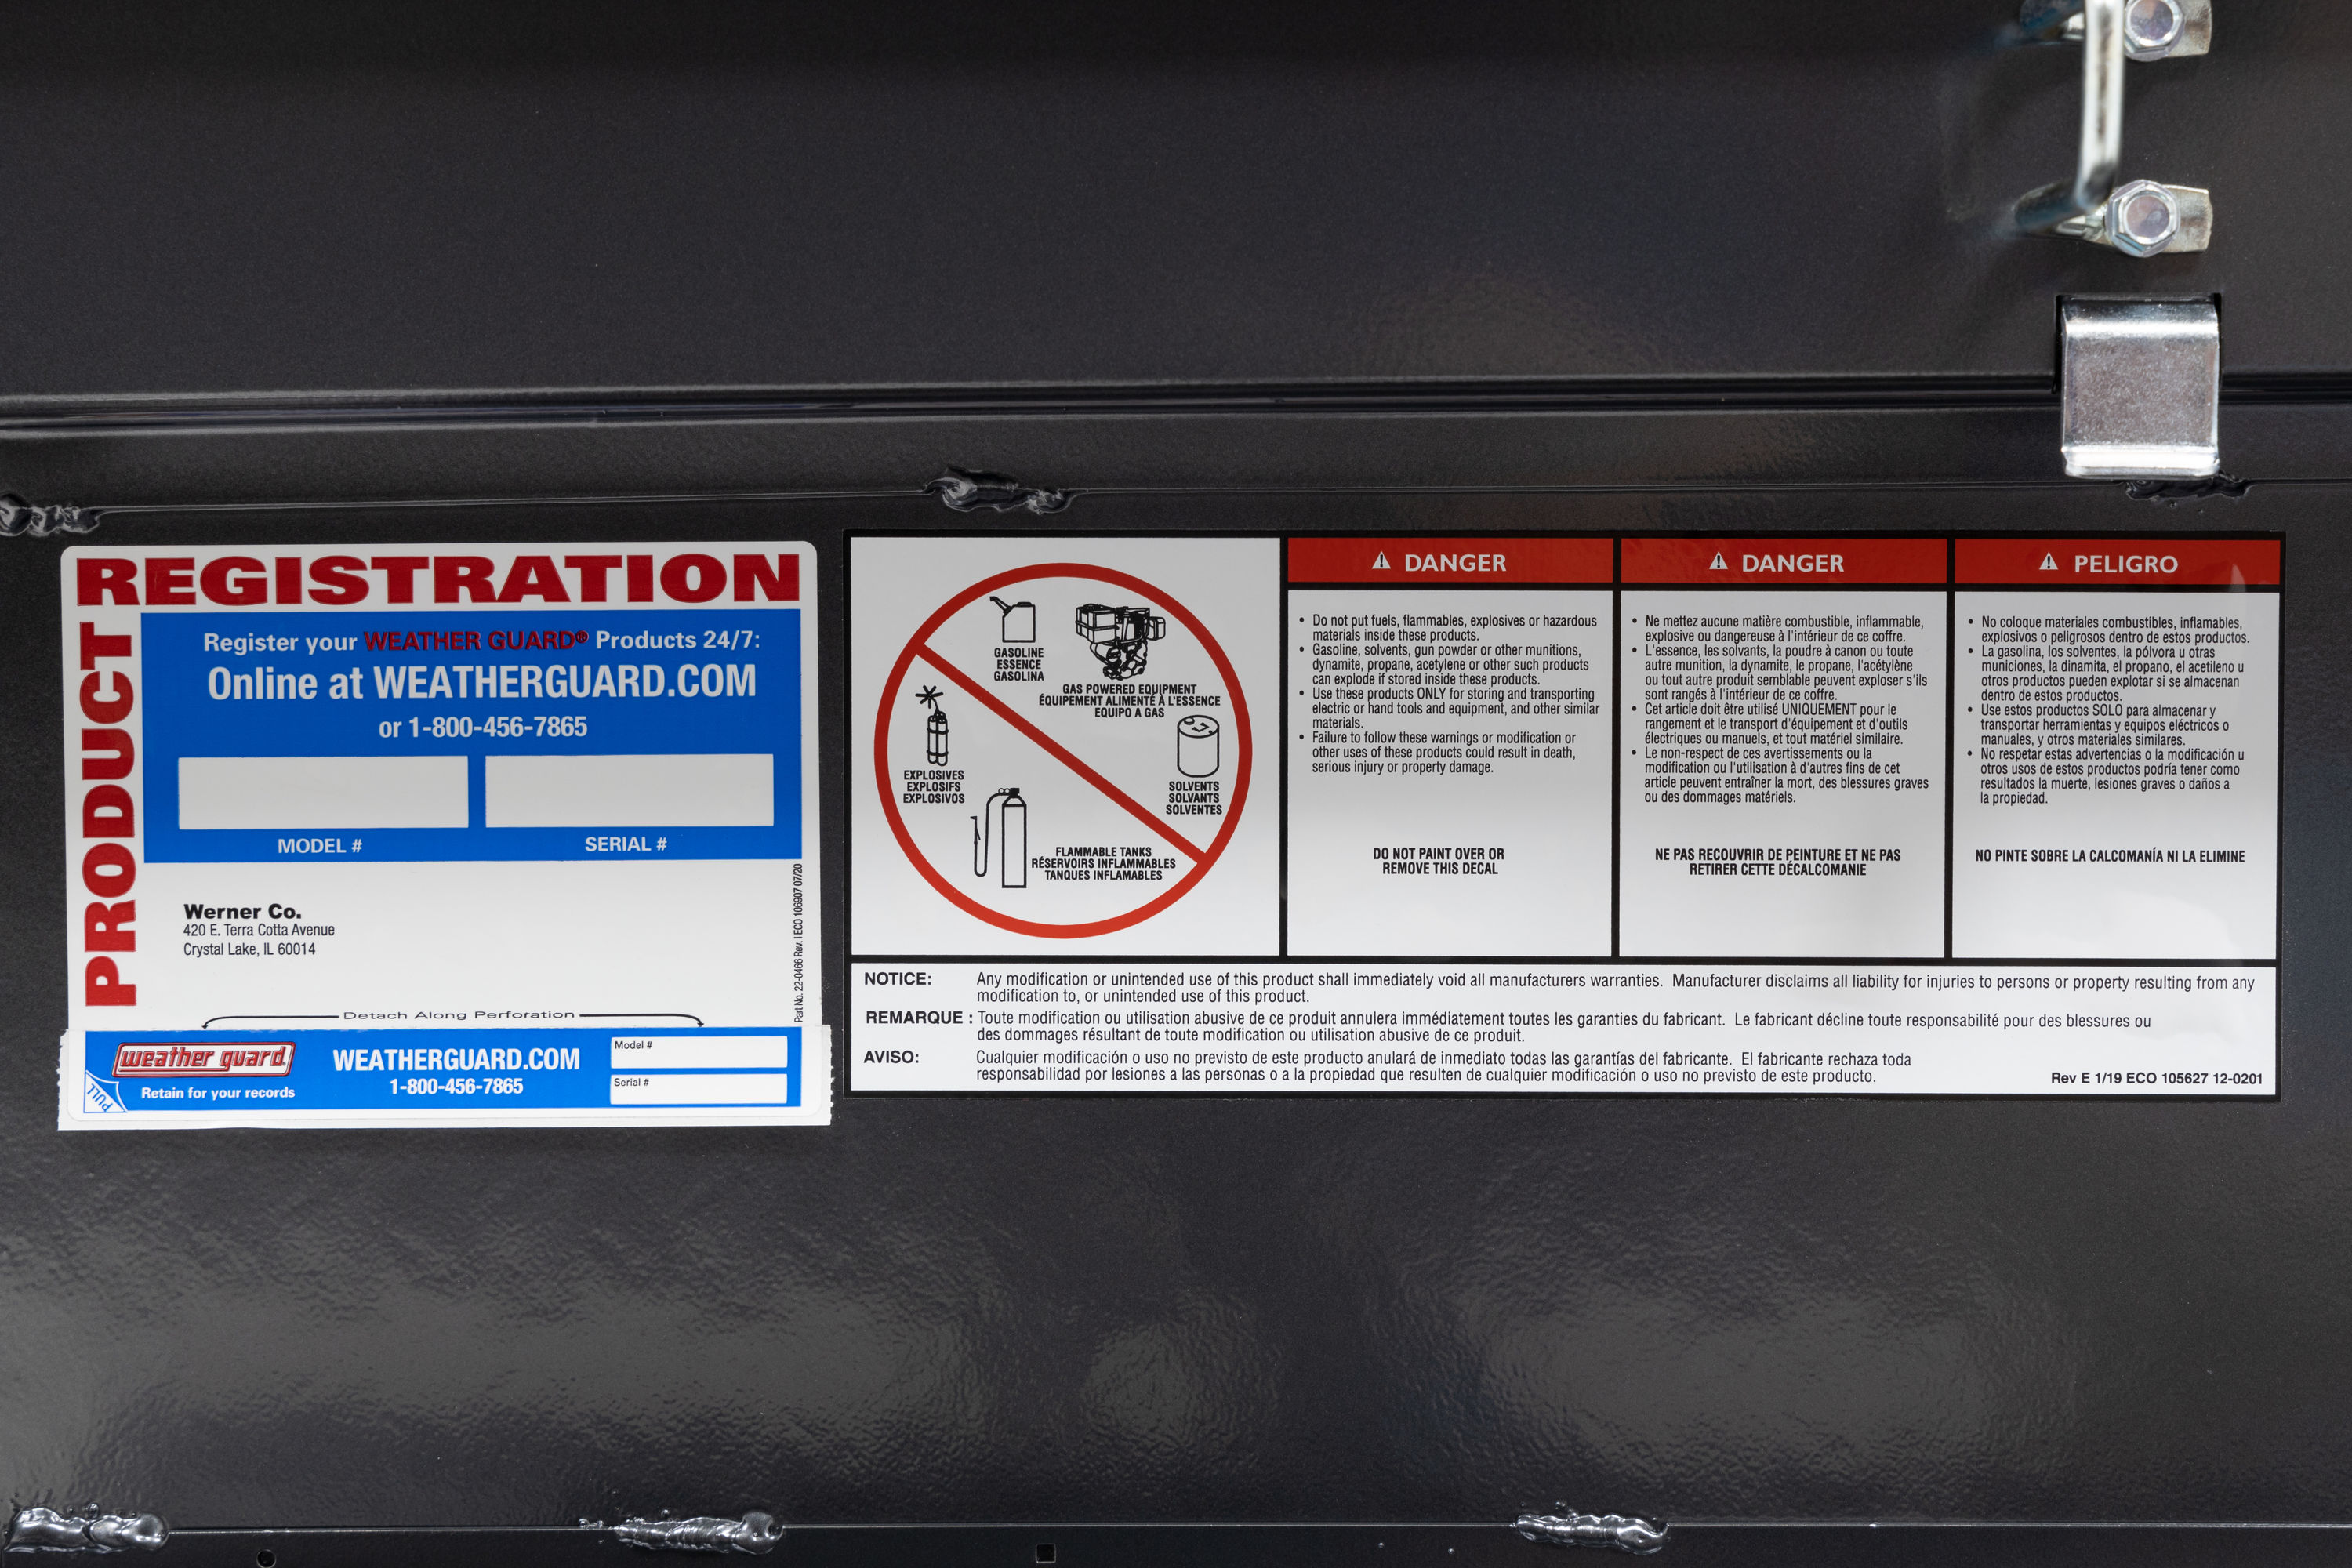 REGISTRATION
PRODUCT
Register your WEATHER GUARD® Products 24/7:
Online at WEATHERGUARD.COM
or 1-800-456-7865
MODEL #
SERIAL #
Werner Co.
420 E. Terra Cotta Avenue
Crystal Lake, IL 60014
Part No. 22-0466 Rev. I ECO 106907 07/20
Detach Along Perforation
weather guard
Retain for your records
PULL
WEATHERGUARD.COM
1-800-456-7865
Model #
Serial #
GASOLINE
ESSENCE
GASOLINA
GAS POWERED EQUIPMENT
ÉQUIPEMENT ALIMENTÉ À L'ESSENCE
EQUIPO A GAS
EXPLOSIVES
EXPLOSIFS
EXPLOSIVOS
SOLVENTS
SOLVANTS
SOLVENTES
FLAMMABLE TANKS
RÉSERVOIRS INFLAMMABLES
TANQUES INFLAMABLES
DANGER
• Do not put fuels, flammables, explosives or hazardous
materials inside these products.
• Gasoline, solvents, gun powder or other munitions,
dynamite, propane, acetylene or other such products
can explode if stored inside these products.
• Use these products ONLY for storing and transporting
electric or hand tools and equipment, and other similar
materials.
• Failure to follow these warnings or modification or
other uses of these products could result in death,
serious injury or property damage.
DO NOT PAINT OVER OR
REMOVE THIS DECAL
DANGER
• Ne mettez aucune matière combustible, inflammable,
explosive ou dangereuse à l'intérieur de ce coffre.
• L'essence, les solvants, la poudre à canon ou toute
autre munition, la dynamite, le propane, l'acétylène
ou tout autre produit semblable peuvent exploser s'ils
sont rangés à l'intérieur de ce coffre.
• Cet article doit être utilisé UNIQUEMENT pour le
rangement et le transport d'équipement et d'outils
électriques ou manuels, et tout matériel similaire.
• Le non-respect de ces avertissements ou la
modification ou l'utilisation à d'autres fins de cet
article peuvent entraîner la mort, des blessures graves
ou des dommages matériels.
NE PAS RECOUVRIR DE PEINTURE ET NE PAS
RETIRER CETTE DÉCALCOMANIE
PELIGRO
• No coloque materiales combustibles, inflamables,
explosivos o peligrosos dentro de estos productos.
• La gasolina, los solventes, la pólvora u otras
municiones, la dinamita, el propano, el acetileno u
otros productos pueden explotar si se almacenan
dentro de estos productos.
• Use estos productos SOLO para almacenar y
transportar herramientas y equipos eléctricos o
manuales, y otros materiales similares.
• No respetar estas advertencias o la modificación u
otros usos de estos productos podría tener como
resultados la muerte, lesiones graves o daños a
la propiedad.
NO PINTE SOBRE LA CALCOMANÍA NI LA ELIMINE
NOTICE: Any modification or unintended use of this product shall immediately void all manufacturers warranties. Manufacturer disclaims all liability for injuries to persons or property resulting from any
modification to, or unintended use of this product.
REMARQUE : Toute modification ou utilisation abusive de ce produit annulera immédiatement toutes les garanties du fabricant. Le fabricant décline toute responsabilité pour des blessures ou
des dommages résultant de toute modification ou utilisation abusive de ce produit.
AVISO: Cualquier modificación o uso no previsto de este producto anulará de inmediato todas las garantías del fabricante. El fabricante rechaza toda
responsabilidad por lesiones a las personas o a la propiedad que resulten de cualquier modificación o uso no previsto de este producto.
Rev E 1/19 ECO 105627 12-0201